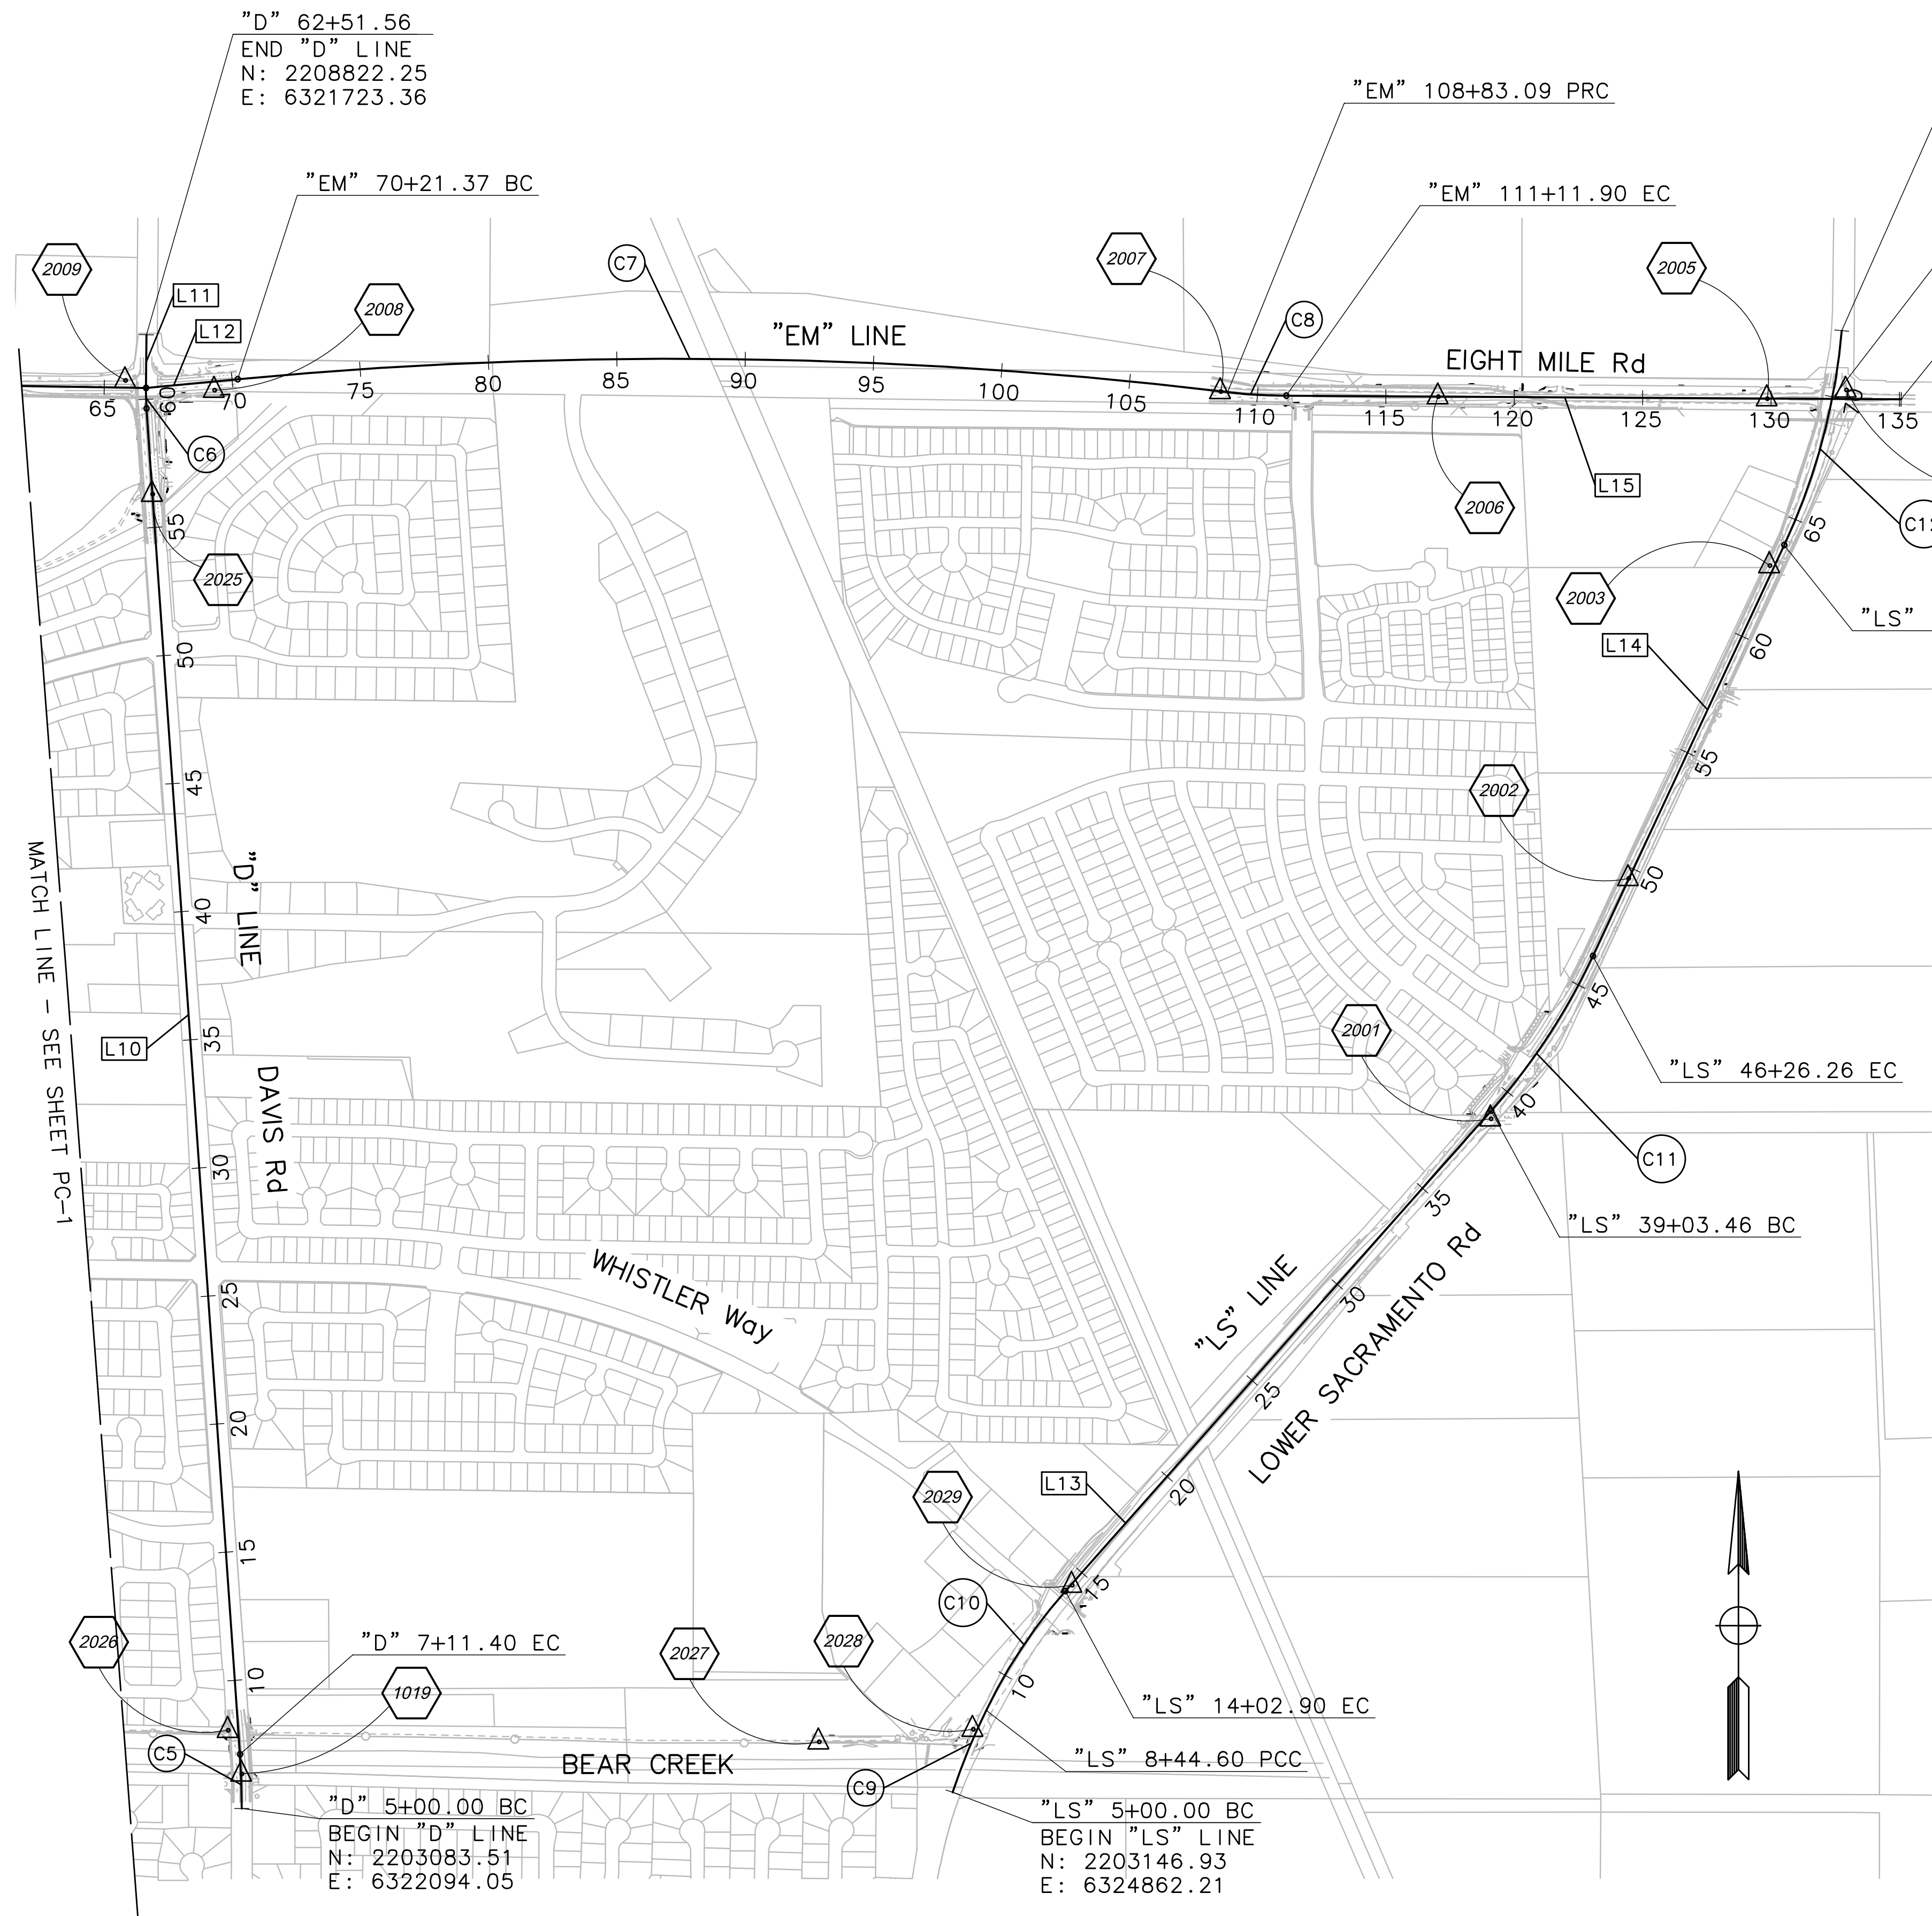 "D" 62+51.56
END "D" LINE
N: 2208822.25
E: 6321723.36
"EM" 108+83.09 PRC
"EM" 70+21.37 BC
"EM" 111+11.90 EC
2009
L11
L12
2008
C7
"EM" LINE
2007
C8
EIGHT MILE Rd
2005
65
60
70
75
80
85
90
95
100
105
110
115
120
125
130
135
C6
L15
2006
C12
65
55
2025
2003
"LS"
L14
60
50
55
45
2002
50
MATCH LINE - SEE SHEET PC-1
"D" LINE
40
45
2001
L10
35
"LS" 46+26.26 EC
DAVIS Rd
40
30
C11
35
"LS" 39+03.46 BC
WHISTLER Way
"LS" LINE
25
30
LOWER SACRAMENTO Rd
25
20
L13
20
2029
15
15
C10
2026
"D" 7+11.40 EC
2027
2028
10
1019
10
"LS" 14+02.90 EC
C5
BEAR CREEK
"LS" 8+44.60 PCC
C9
"D" 5+00.00 BC
BEGIN "D" LINE
N: 2203083.51
E: 6322094.05
"LS" 5+00.00 BC
BEGIN "LS" LINE
N: 2203146.93
E: 6324862.21